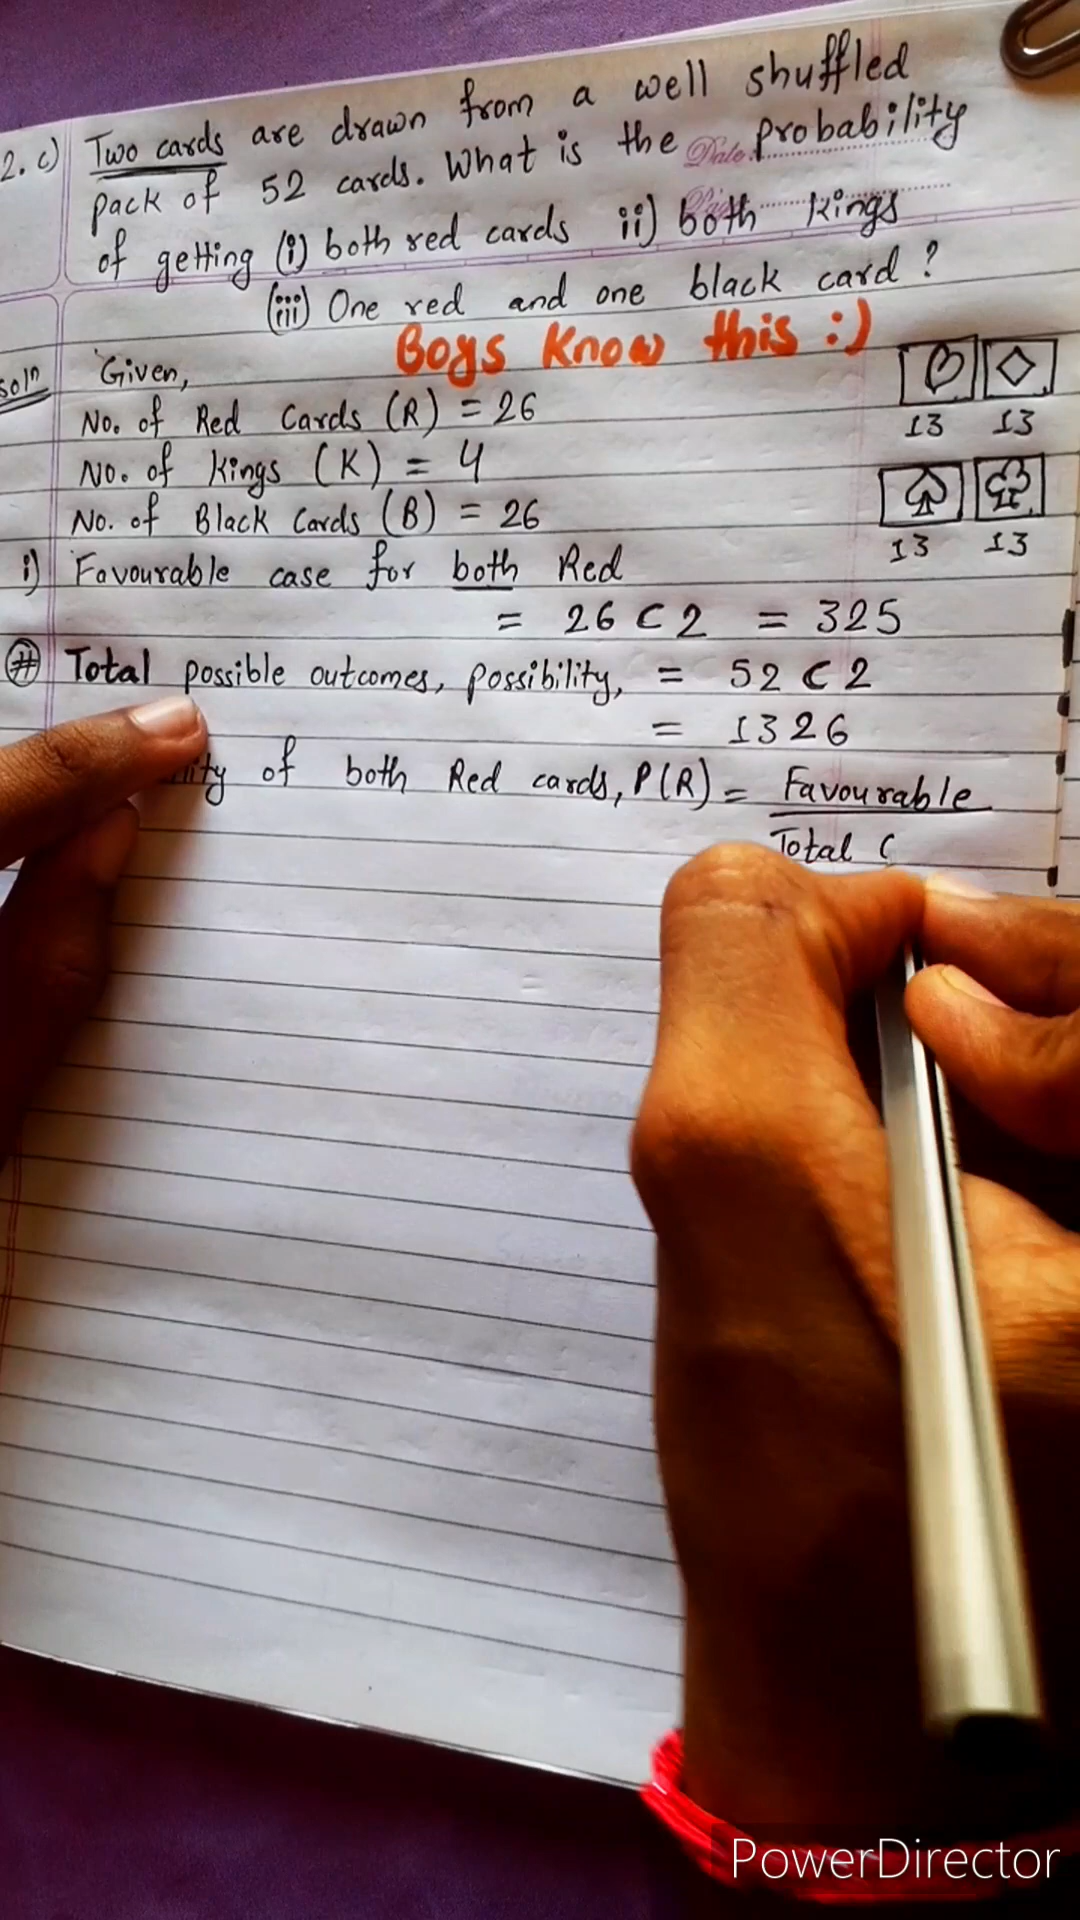 2. c) Two cards are drawn from a well shuffled
pack of 52 cards. What is the probability
of getting (i) both red cards ii) both kings
(iii) One red and one black card ?
Boys Know this :)
Soln Given,
No. of Red Cards (R) = 26
13 13
No. of Kings (K) = 4
No. of Black Cards (B) = 26
13 13
i) Favourable case for both Red
= 26 C 2 = 325
# Total possible outcomes, possibility, = 52 C 2
= 1326
ity of both Red cards, P(R) = Favourable
Total C
PowerDirector